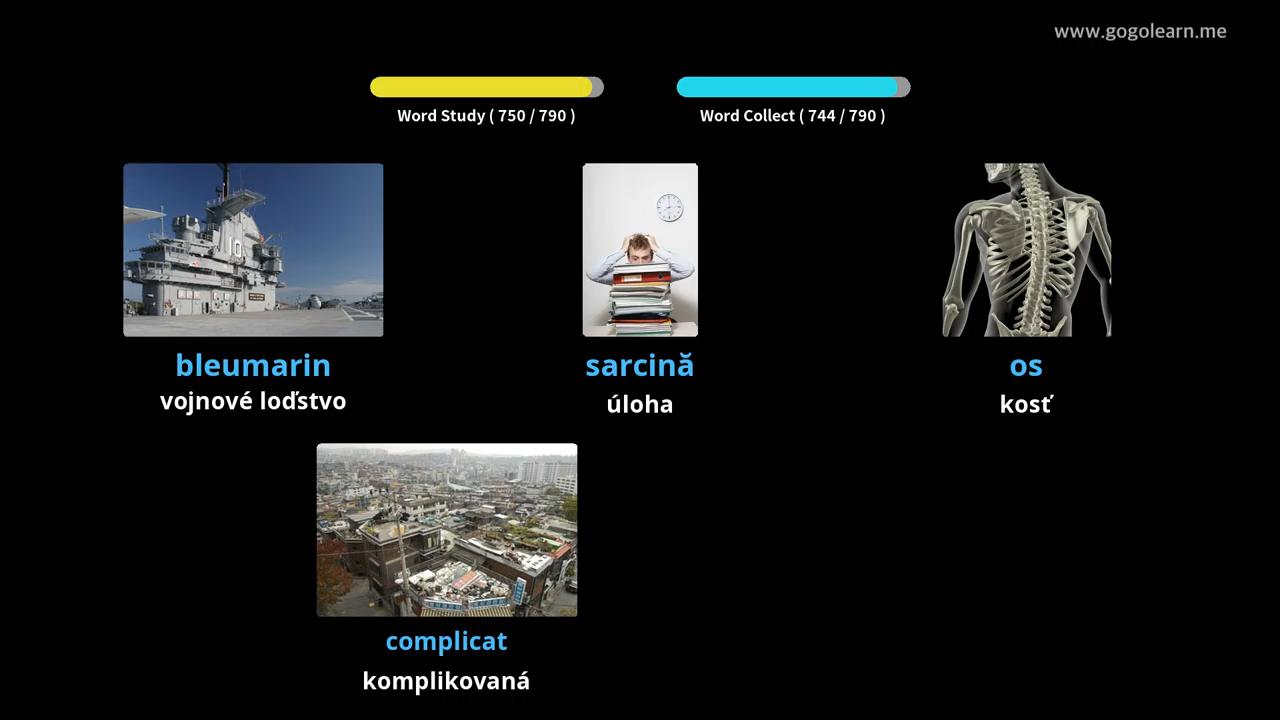 www.gogolearn.me
Word Study ( 750 / 790 )
Word Collect ( 744 / 790 )
10
bleumarin
vojnové loďstvo
sarcină
úloha
os
kosť
complicat
komplikovaná